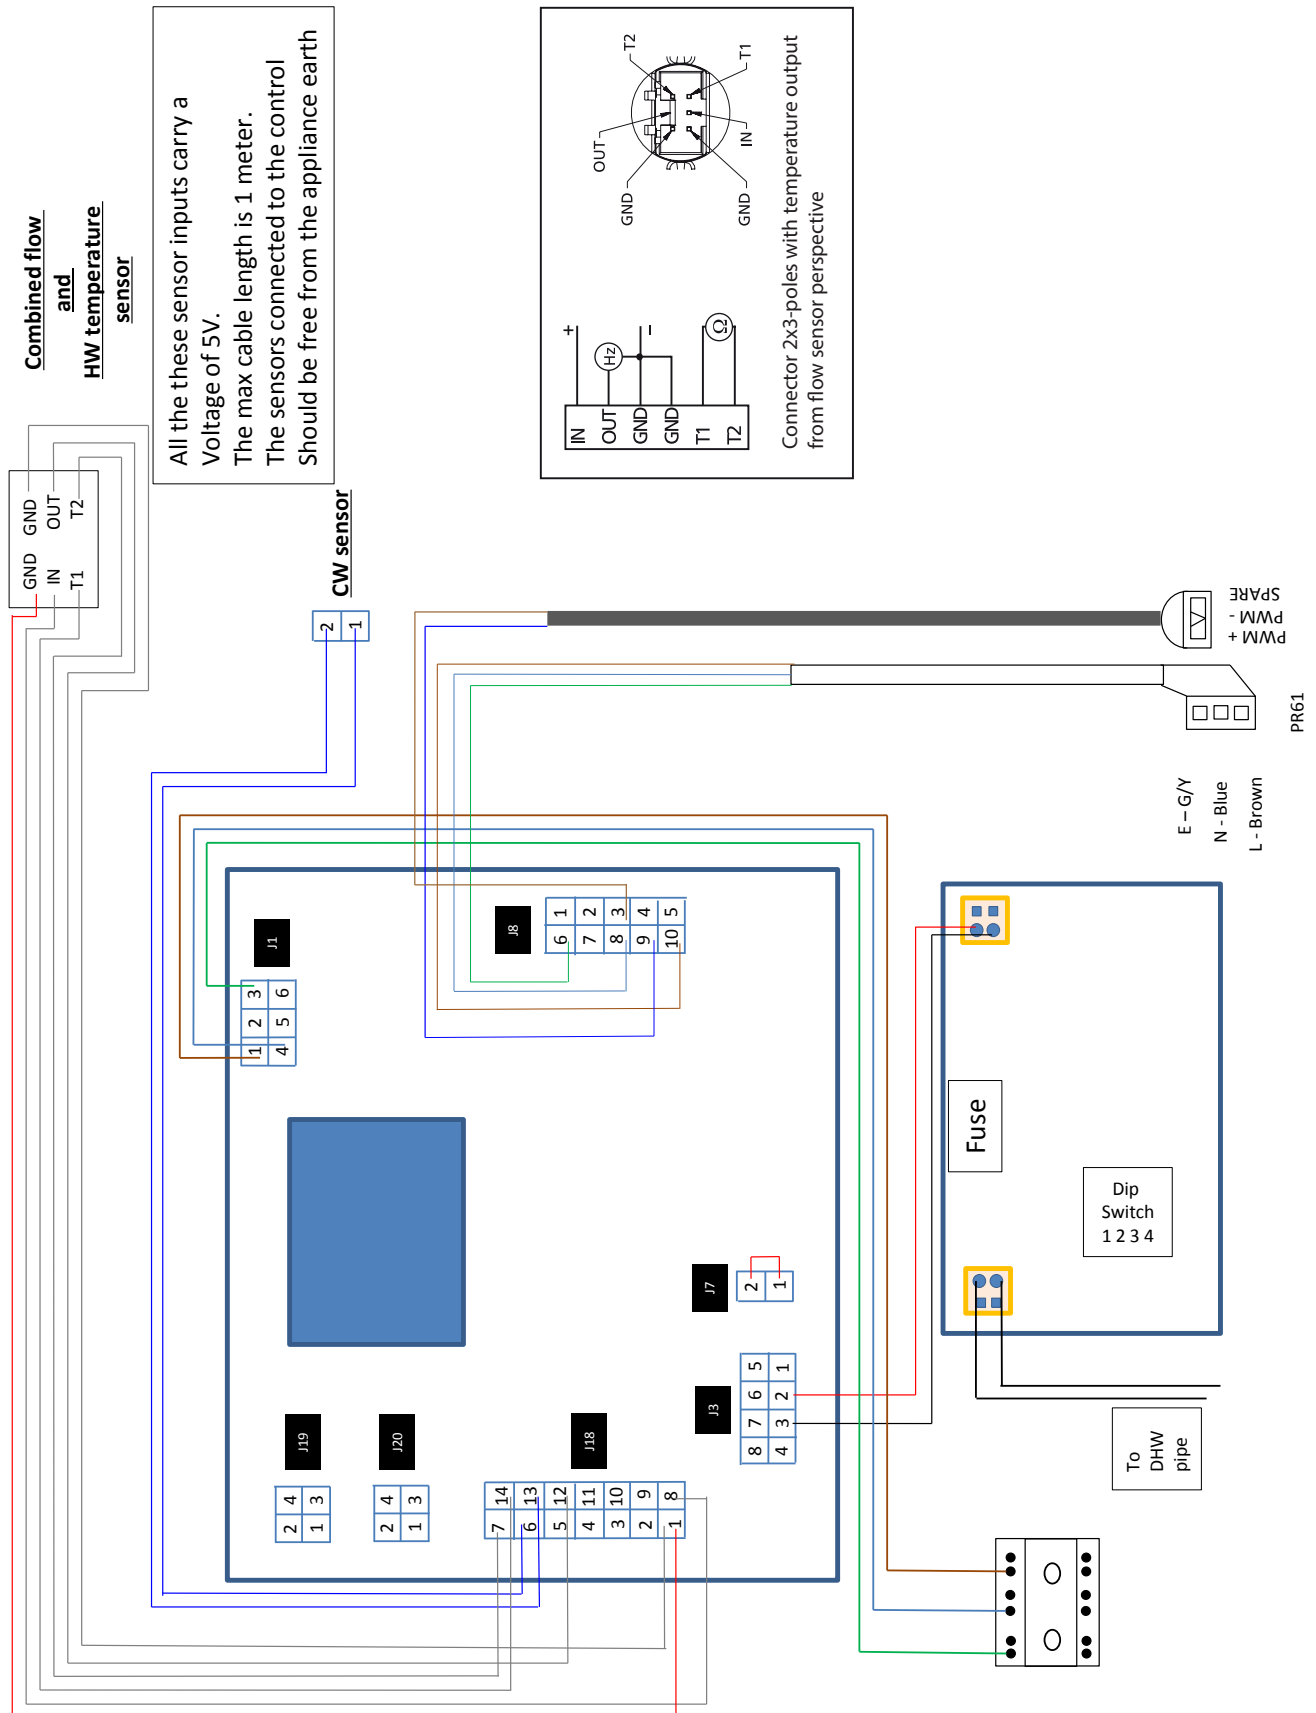 Combined flow
and
HW temperature
sensor
GND GND
IN OUT
T1 T2
All the these sensor inputs carry a
Voltage of 5V.
The max cable length is 1 meter.
The sensors connected to the control
Should be free from the appliance earth
CW sensor
2
1
IN
+
OUT
Hz
GND
−
GND
T1
Ω
T2
OUT
T2
GND
GND
IN
T1
Connector 2x3-poles with temperature output
from flow sensor perspective
J19
2 4
1 3
J20
2 4
1 3
J18
7 14
6 13
5 12
4 11
3 10
2 9
1 8
J1
1 2 3
4 5 6
J8
6 1
7 2
8 3
9 4
10 5
J7
2
1
J3
8 7 6 5
4 3 2 1
SPARE
PWM -
PWM +
PR61
E – G/Y
N - Blue
L - Brown
Fuse
Dip
Switch
1 2 3 4
To
DHW
pipe